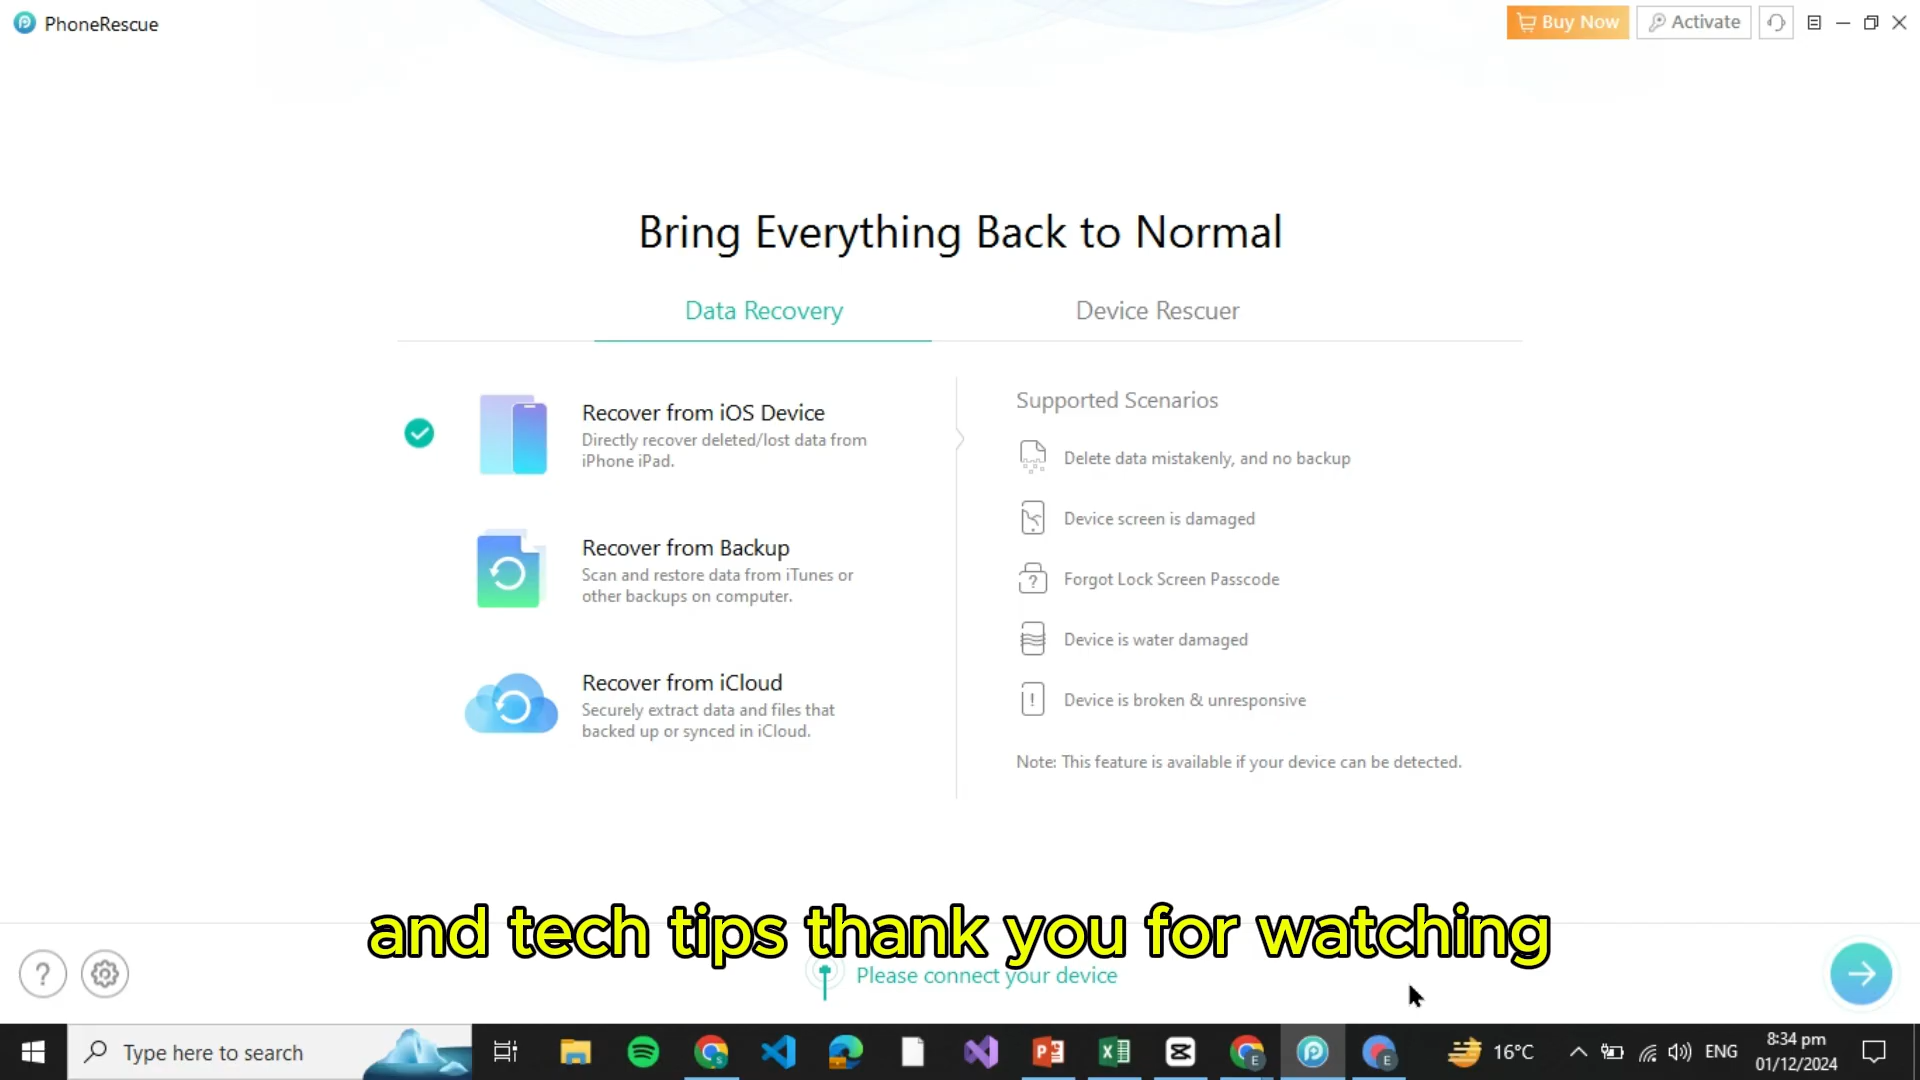 PhoneRescue
Buy Now
Activate
Bring Everything Back to Normal
Data Recovery
Device Rescuer
Recover from iOS Device
Directly recover deleted/lost data from
iPhone iPad.
Recover from Backup
Scan and restore data from iTunes or
other backups on computer.
Recover from iCloud
Securely extract data and files that
backed up or synced in iCloud.
Supported Scenarios
Delete data mistakenly, and no backup
Device screen is damaged
Forgot Lock Screen Passcode
Device is water damaged
Device is broken & unresponsive
Note: This feature is available if your device can be detected.
and tech tips thank you for watching
Please connect your device
Type here to search
16°C
ENG
8:34 pm
01/12/2024